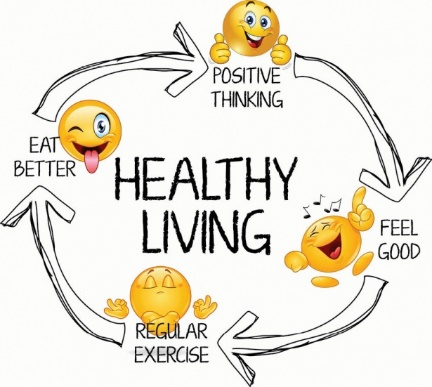 POSITIVE
THINKING
EAT
BETTER
HEALTHY
LIVING
FEEL
GOOD
REGULAR
EXERCISE